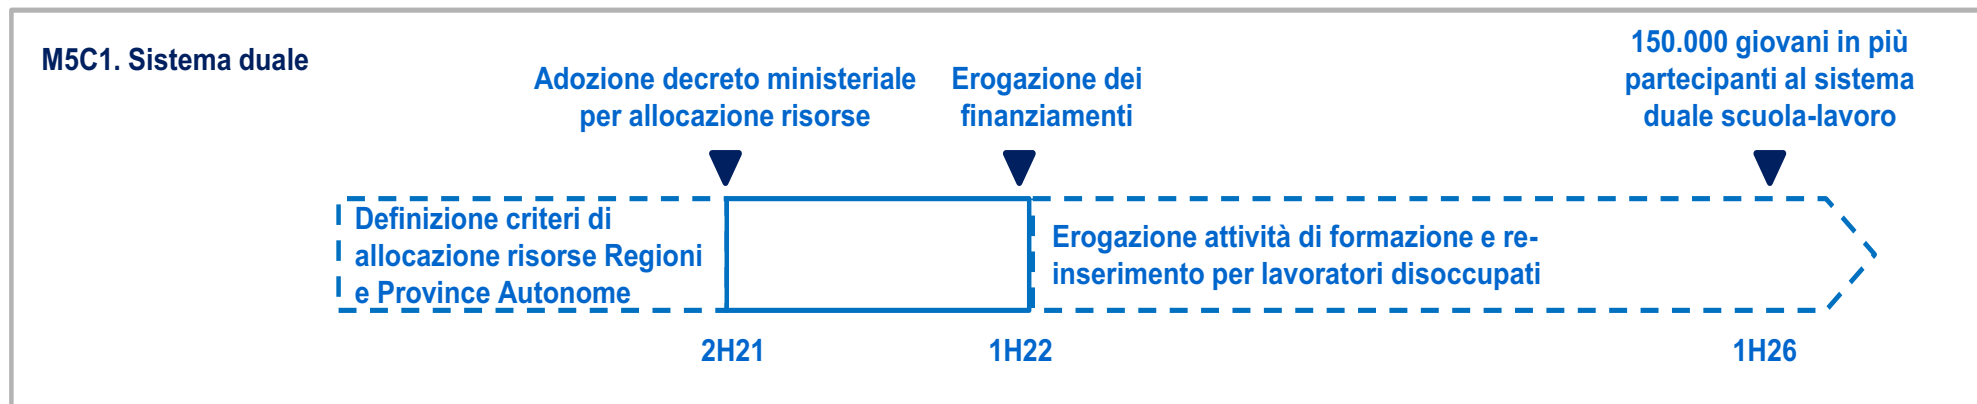 M5C1. Sistema duale
Adozione decreto ministeriale
per allocazione risorse
Erogazione dei
finanziamenti
150.000 giovani in più
partecipanti al sistema
duale scuola-lavoro
Definizione criteri di
allocazione risorse Regioni
e Province Autonome
Erogazione attività di formazione e re-
inserimento per lavoratori disoccupati
2H21
1H22
1H26